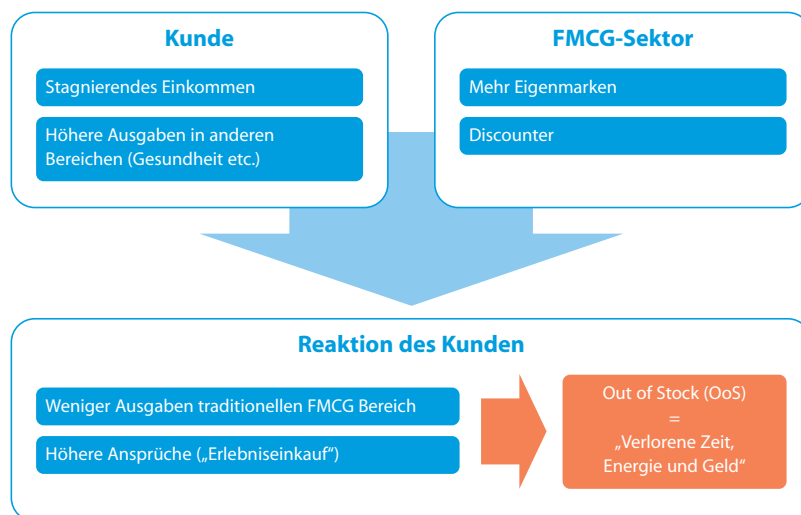 Kunde
Stagnierendes Einkommen
Höhere Ausgaben in anderen
Bereichen (Gesundheit etc.)
FMCG-Sektor
Mehr Eigenmarken
Discounter
Reaktion des Kunden
Weniger Ausgaben traditionellen FMCG Bereich
Höhere Ansprüche („Erlebniseinkauf“)
Out of Stock (OoS)
=
„Verlorene Zeit,
Energie und Geld“